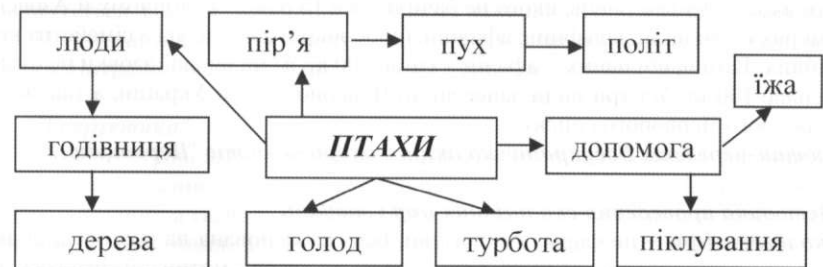 люди
пір'я
пух
політ
їжа
годівниця
ПТАХИ
допомога
дерева
голод
турбота
піклування